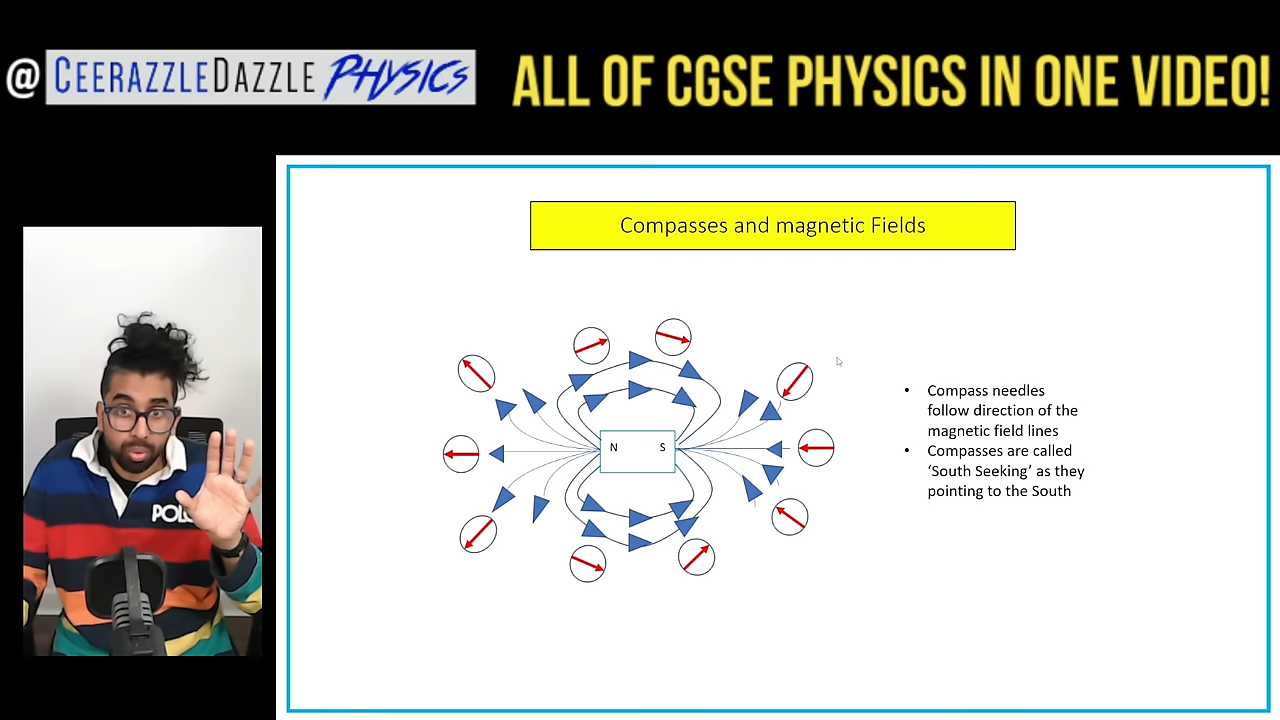 @ CEERAZZLEDAZZLE PHYSICS
ALL OF CGSE PHYSICS IN ONE VIDEO!
Compasses and magnetic Fields
N S
• Compass needles
follow direction of the
magnetic field lines
• Compasses are called
‘South Seeking’ as they
pointing to the South
POLO